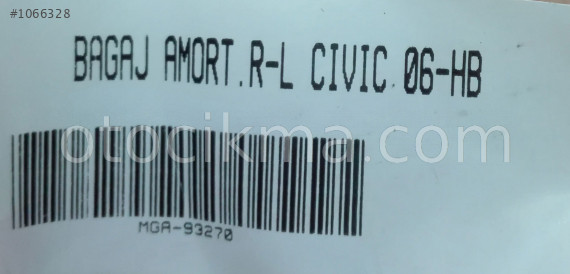 #1066328
BAGAJ AMORT.R-L CIVIC 06-HB
otocikma.com
MGA-93270